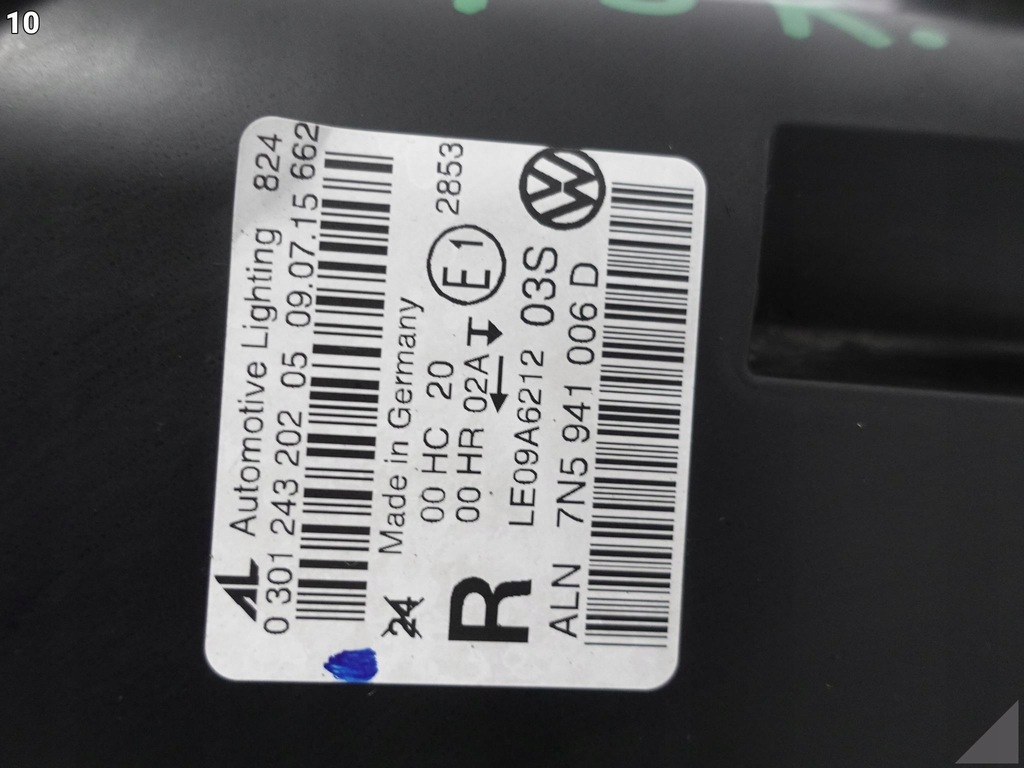 10
AL Automotive Lighting 824
0 301 243 202 05 09.07.15 662
Made in Germany
24
00 HC 20
00 HR 02A
E1 2853
R
LE09A6212 03S
ALN 7N5 941 006 D